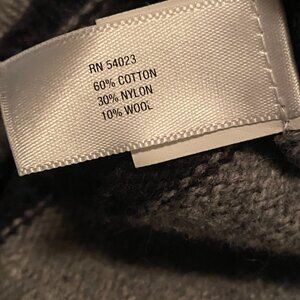 RN 54023
60% COTTON
30% NYLON
10% WOOL